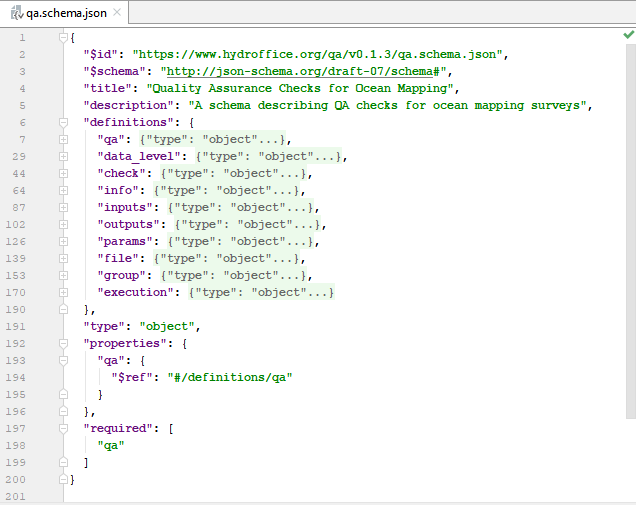 qa.schema.json
1 {
2 "$id": "https://www.hydroffice.org/qa/v0.1.3/qa.schema.json",
3 "$schema": "http://json-schema.org/draft-07/schema#",
4 "title": "Quality Assurance Checks for Ocean Mapping",
5 "description": "A schema describing QA checks for ocean mapping surveys",
6 "definitions": {
7 "qa": {"type": "object"...},
29 "data_level": {"type": "object"...},
44 "check": {"type": "object"...},
64 "info": {"type": "object"...},
87 "inputs": {"type": "object"...},
102 "outputs": {"type": "object"...},
126 "params": {"type": "object"...},
139 "file": {"type": "object"...},
153 "group": {"type": "object"...},
170 "execution": {"type": "object"...}
190 },
191 "type": "object",
192 "properties": {
193 "qa": {
194 "$ref": "#/definitions/qa"
195 }
196 },
197 "required": [
198 "qa"
199 ]
200 }
201